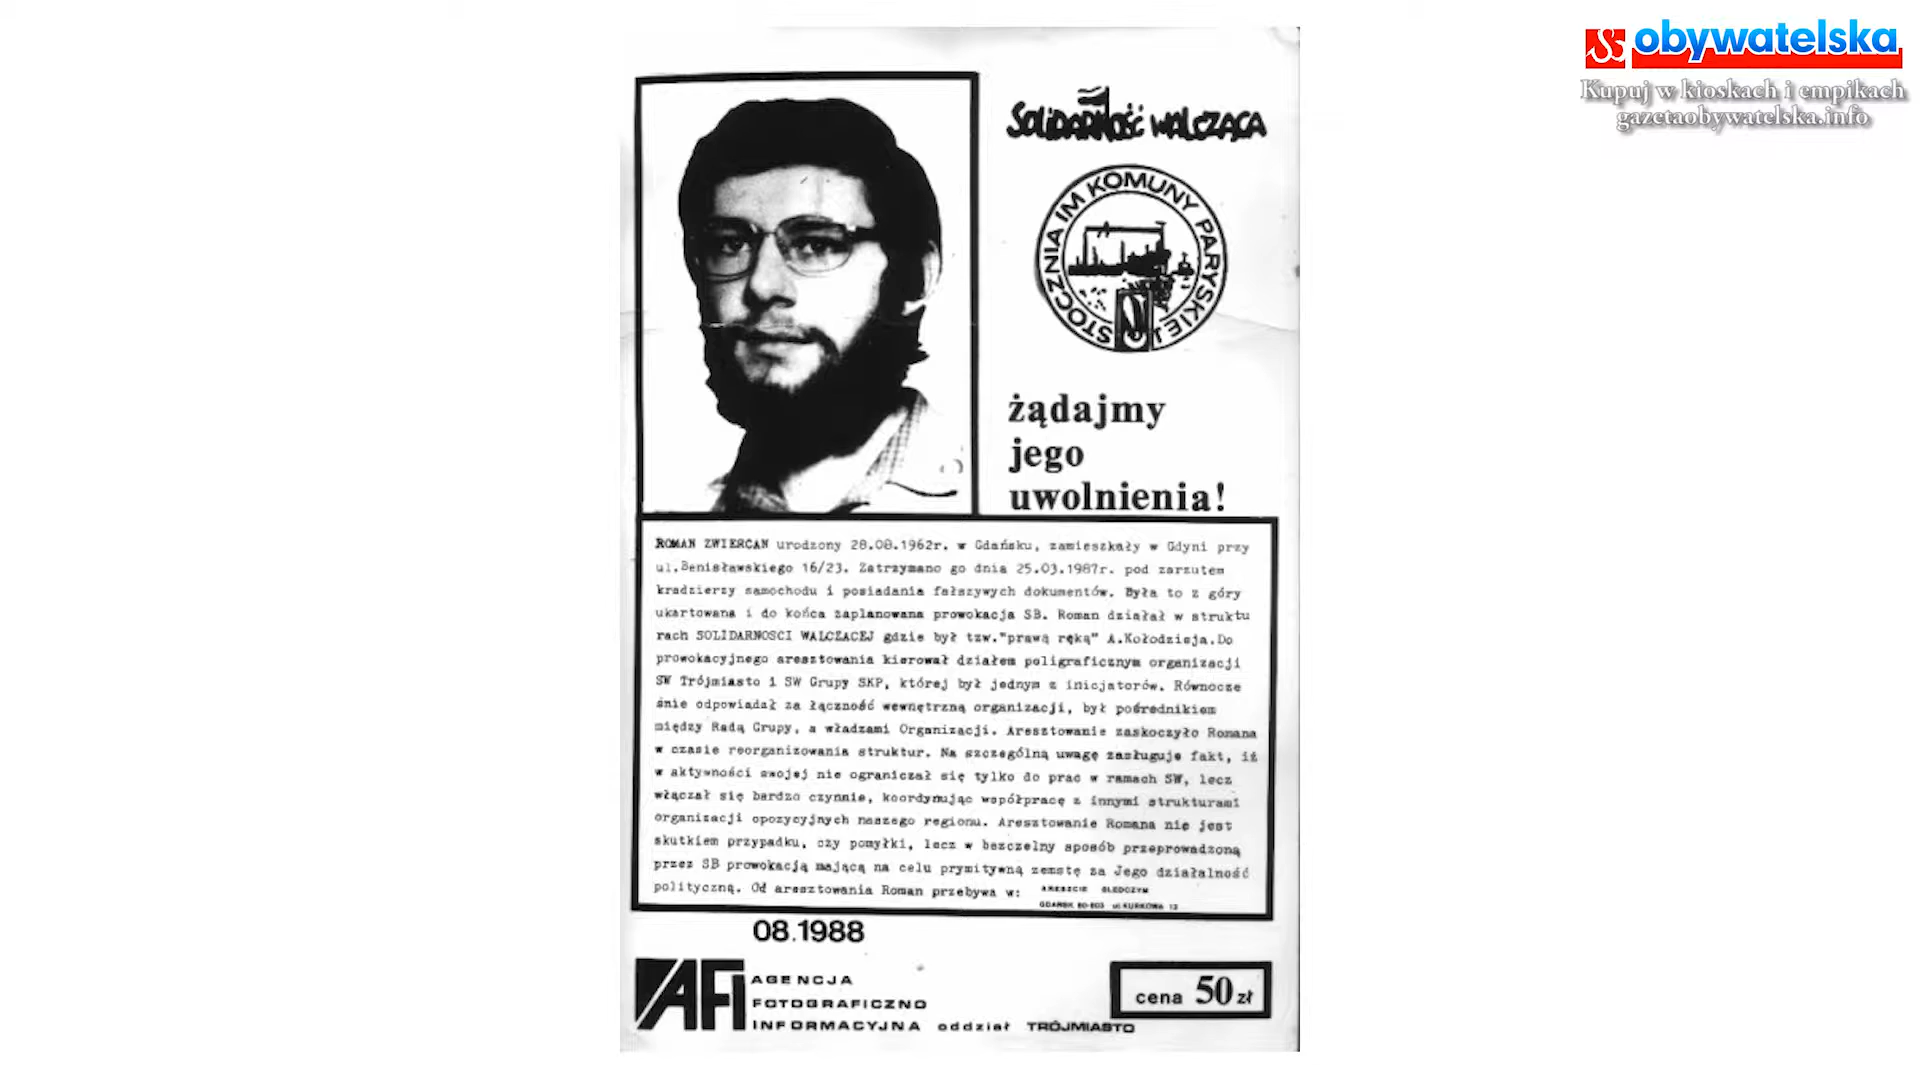 obywatelska
Kupuj w kioskach i empikach
gazetaobywatelska.info
SOLIDARNOŚĆ WALCZĄCA
STOCZNIA IM KOMUNY PARYSKIEJ
żądajmy
jego
uwolnienia!
ROMAN ZWIERCAN urodzony 28.08.1962r. w Gdańsku, zamieszkały w Gdyni przy
ul.Benisławskiego 16/23. Zatrzymano go dnia 25.03.1987r. pod zarzutem
kradzierzy samochodu i posiadania fałszywych dokumentów. Była to z góry
ukartowana i do końca zaplanowana prowokacja SB. Roman działał w struktu
rach SOLIDARNOSCI WALCZACEJ gdzie był tzw."prawą ręką" A.Kołodzieja.Do
prowokacyjnego aresztowania kierował działem poligraficznym organizacji
SW Trójmiasto i SW Grupy SKP, której był jednym z inicjatorów. Równocze
śnie odpowiadał za łączność wewnętrzną organizacji, był pośrednikiem
między Radą Grupy, a władzami Organizacji. Aresztowanie zaskoczyło Romana
w czasie reorganizowania struktur. Na szczególną uwagę zasługuje fakt, iż
w aktywności swojej nie ograniczał się tylko do prac w ramach SW, lecz
włączał się bardzo czynnie, koordynując współpracę z innymi strukturami
organizacji opozycyjnych naszego regionu. Aresztowanie Romana nie jest
skutkiem przypadku, czy pomyłki, lecz w bezczelny sposób przeprowadzoną
przez SB prowokacją mającą na celu prymitywną zemstę za Jego działalność
polityczną. Od aresztowania Roman przebywa w: ARESZCIE ŚLEDCZYM
GDAŃSK 80-803 ul.KURKOWA 12
08.1988
AFI AGENCJA
FOTOGRAFICZNO
INFORMACYJNA oddział TRÓJMIASTO
cena 50 zł